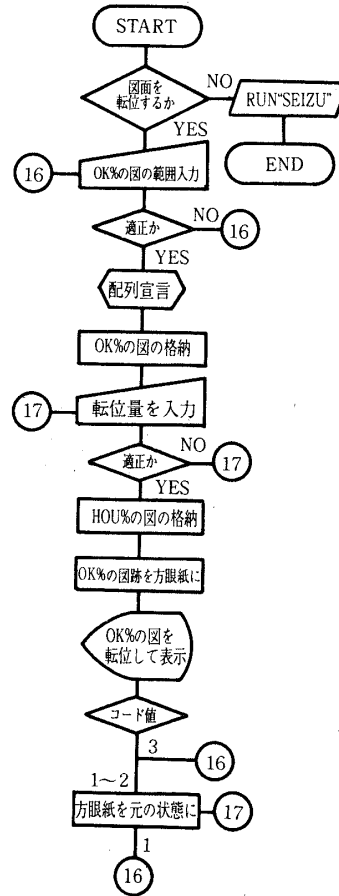 START
図面を
転位するか
NO
RUN"SEIZU"
YES
END
16
OK%の図の範囲入力
適正か
NO
16
YES
配列宣言
OK%の図の格納
17
転位量を入力
適正か
NO
17
YES
HOU%の図の格納
OK%の図跡を方眼紙に
OK%の図を
転位して表示
コード値
3
16
1~2
方眼紙を元の状態に
17
1
16